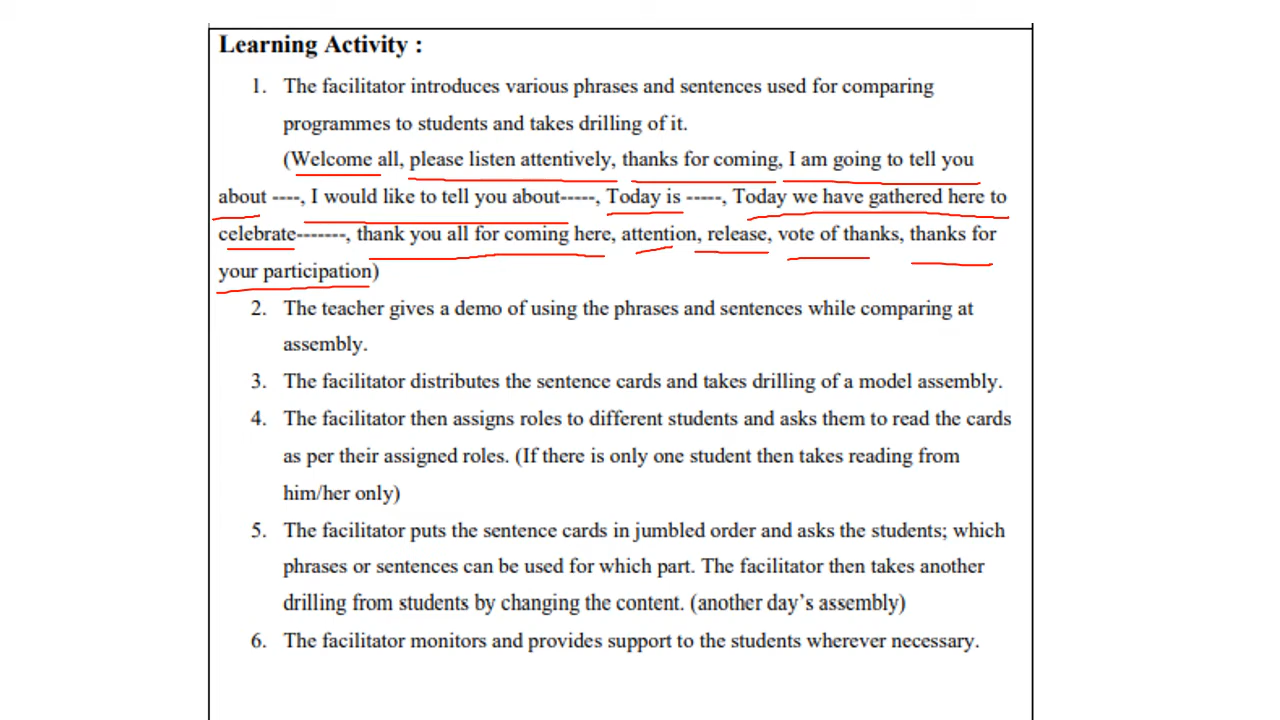 Learning Activity :
1. The facilitator introduces various phrases and sentences used for comparing
programmes to students and takes drilling of it.
(Welcome all, please listen attentively, thanks for coming, I am going to tell you
about ----, I would like to tell you about-----, Today is -----, Today we have gathered here to
celebrate-------, thank you all for coming here, attention, release, vote of thanks, thanks for
your participation)
2. The teacher gives a demo of using the phrases and sentences while comparing at
assembly.
3. The facilitator distributes the sentence cards and takes drilling of a model assembly.
4. The facilitator then assigns roles to different students and asks them to read the cards
as per their assigned roles. (If there is only one student then takes reading from
him/her only)
5. The facilitator puts the sentence cards in jumbled order and asks the students; which
phrases or sentences can be used for which part. The facilitator then takes another
drilling from students by changing the content. (another day’s assembly)
6. The facilitator monitors and provides support to the students wherever necessary.